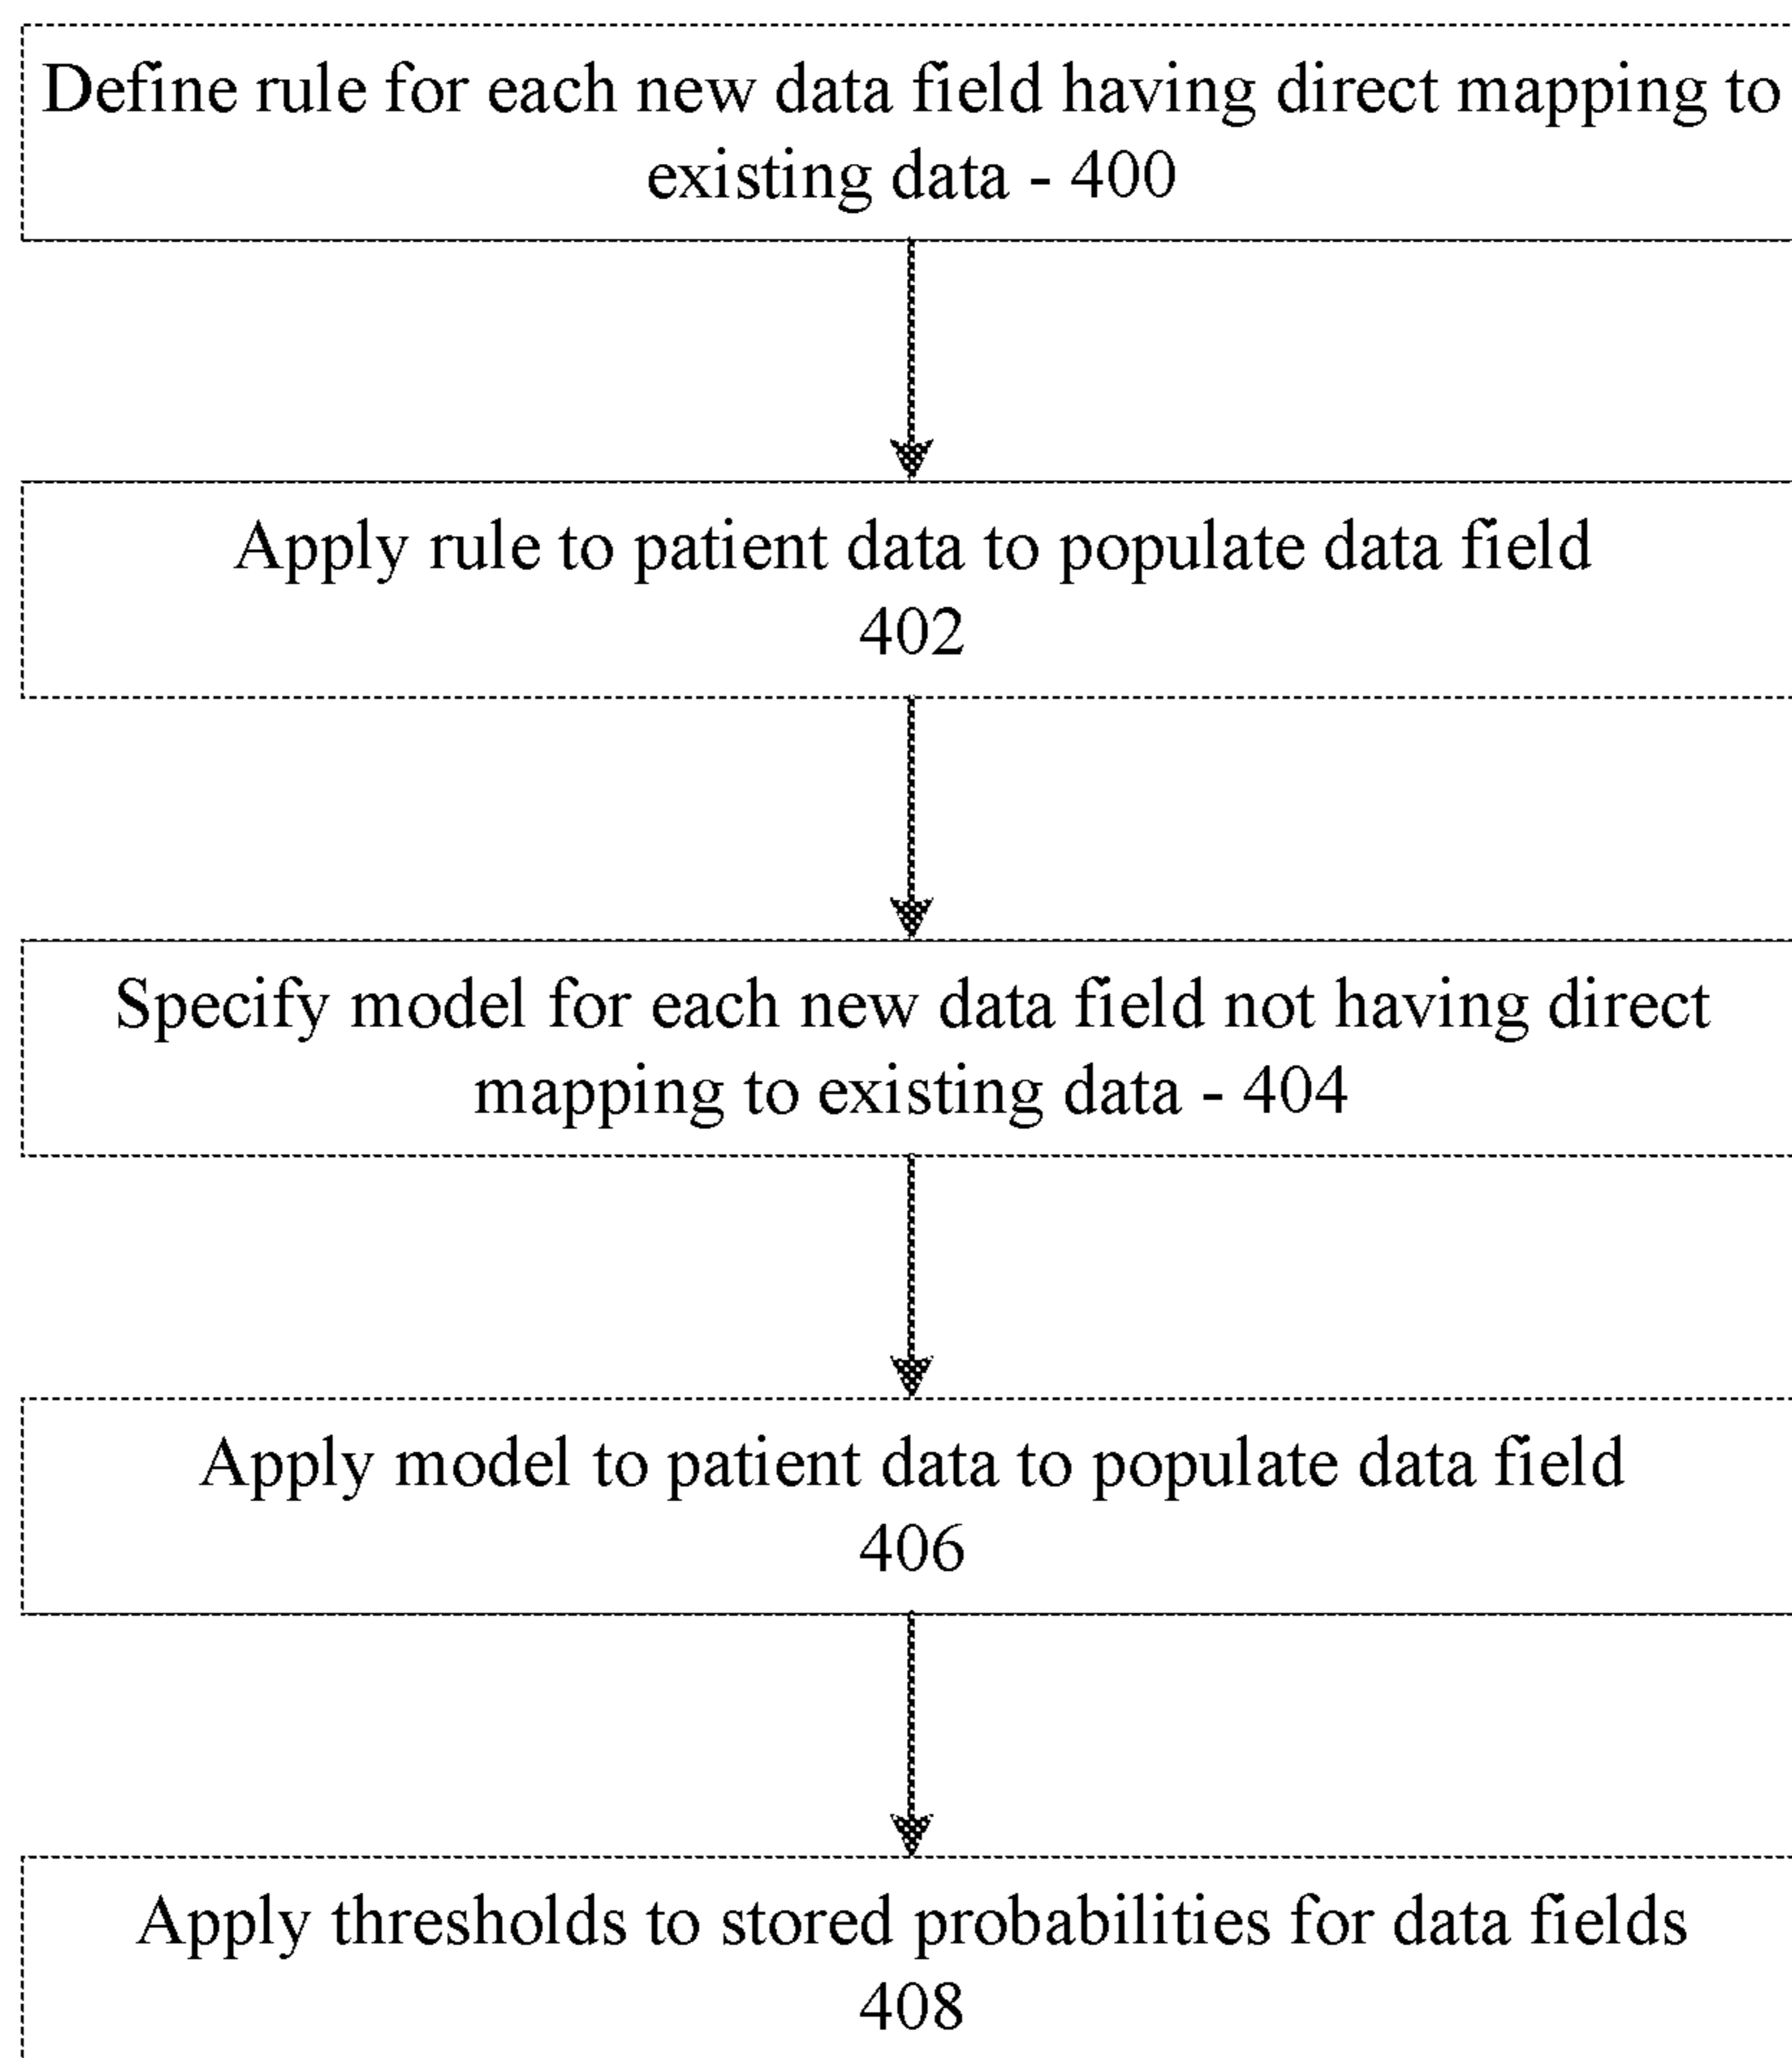 Define rule for each new data field having direct mapping to
existing data - 400
Apply rule to patient data to populate data field
402
Specify model for each new data field not having direct
mapping to existing data - 404
Apply model to patient data to populate data field
406
Apply thresholds to stored probabilities for data fields
408